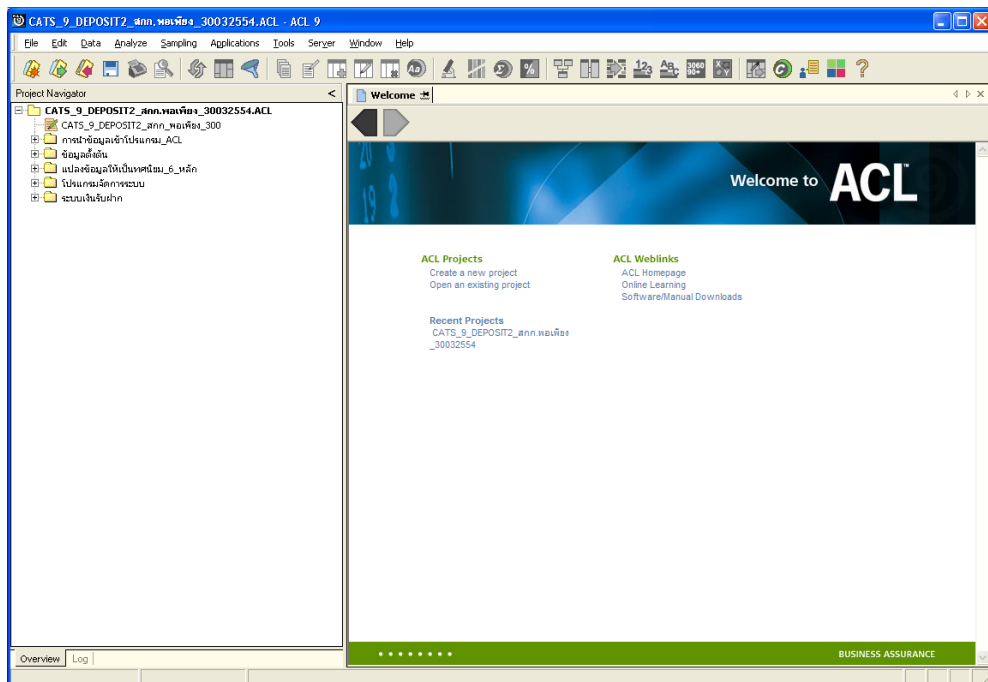 CATS_9_DEPOSIT2_สกก.พอเพียง_30032554.ACL - ACL 9
File Edit Data Analyze Sampling Applications Tools Server Window Help
Project Navigator <
CATS_9_DEPOSIT2_สกก.พอเพียง_30032554.ACL
CATS_9_DEPOSIT2_สกก_พอเพียง_300
การนำข้อมูลเข้าโปรแกรม_ACL
ข้อมูลตั้งต้น
แปลงข้อมูลให้เป็นทศนิยม_6_หลัก
โปรแกรมจัดการระบบ
ระบบเงินรับฝาก
Overview Log
Welcome
Welcome to ACL™
ACL Projects
Create a new project
Open an existing project
Recent Projects
CATS_9_DEPOSIT2_สกก.พอเพียง
_30032554
ACL Weblinks
ACL Homepage
Online Learning
Software/Manual Downloads
BUSINESS ASSURANCE